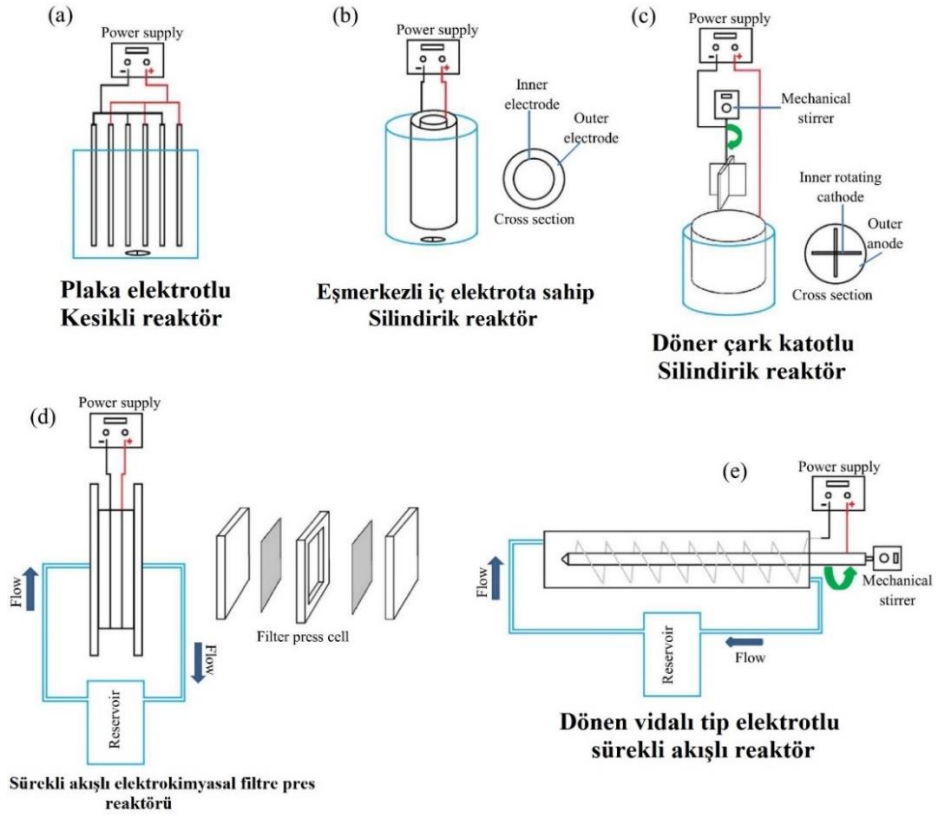 (a)
Power supply
- +
Plaka elektrotlu
Kesikli reaktör
(b)
Power supply
- +
Inner
electrode
Outer
electrode
Cross section
Eşmerkezli iç elektrota sahip
Silindirik reaktör
(c)
Power supply
- +
Mechanical
stirrer
Inner rotating
cathode
Outer
anode
Cross section
Döner çark katotlu
Silindirik reaktör
(d)
Power supply
- +
Flow
Flow
Reservoir
Filter press cell
Sürekli akışlı elektrokimyasal filtre pres
reaktörü
(e)
Power supply
- +
Mechanical
stirrer
Flow
Flow
Reservoir
Dönen vidalı tip elektrotlu
sürekli akışlı reaktör